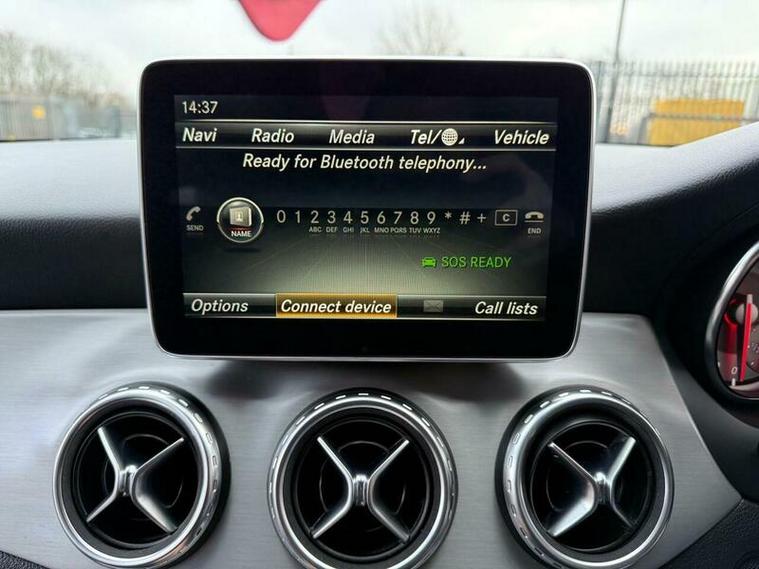 14:37
Navi Radio Media Tel/ Vehicle
Ready for Bluetooth telephony...
0 1 2 3 4 5 6 7 8 9 * # + C
ABC DEF GHI JKL MNO PQRS TUV WXYZ
SEND NAME END
SOS READY
Options Connect device Call lists
0